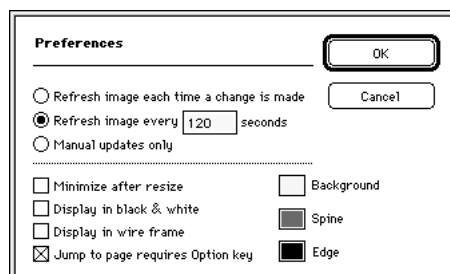 Preferences
OK
Cancel
Refresh image each time a change is made
Refresh image every 120 seconds
Manual updates only
Minimize after resize
Display in black & white
Display in wire frame
Jump to page requires Option key
Background
Spine
Edge